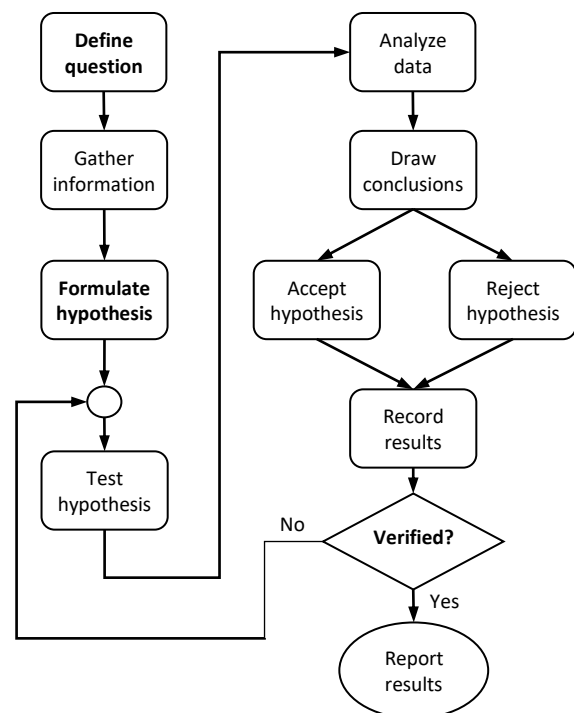 Define
question
Gather
information
Formulate
hypothesis
Test
hypothesis
Analyze
data
Draw
conclusions
Accept
hypothesis
Reject
hypothesis
Record
results
Verified?
No
Yes
Report
results